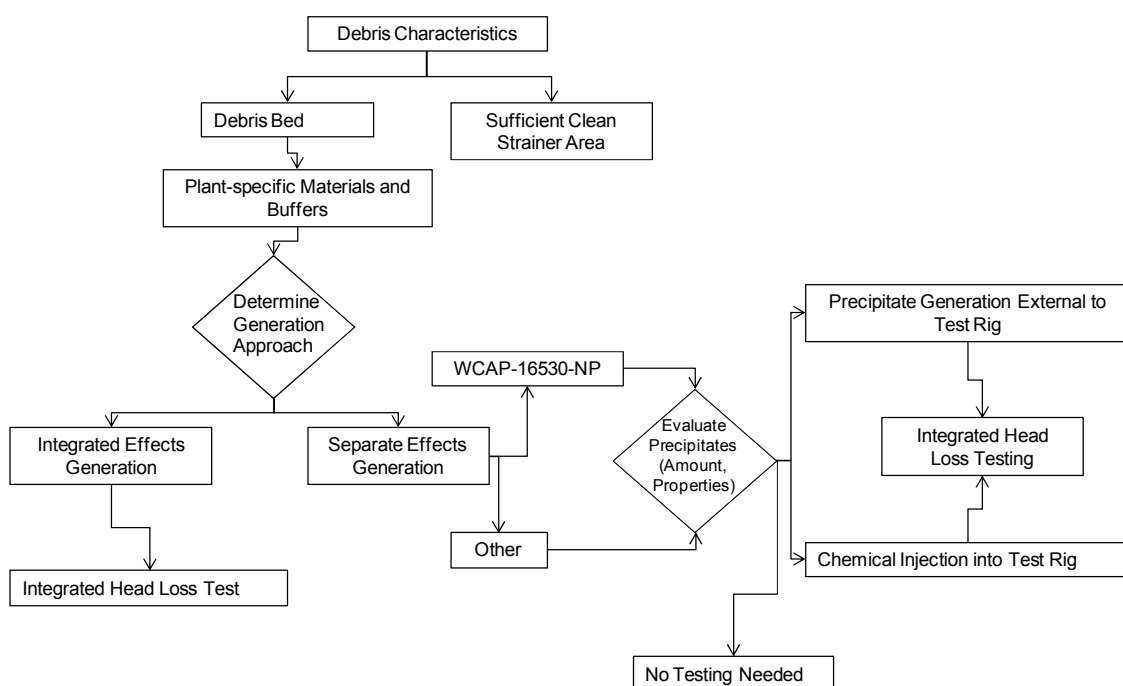 Debris Characteristics
Debris Bed
Sufficient Clean
Strainer Area
Plant-specific Materials and
Buffers
Determine
Generation
Approach
Integrated Effects
Generation
Separate Effects
Generation
Integrated Head Loss Test
WCAP-16530-NP
Other
Evaluate
Precipitates
(Amount,
Properties)
Precipitate Generation External to
Test Rig
Integrated Head
Loss Testing
Chemical Injection into Test Rig
No Testing Needed